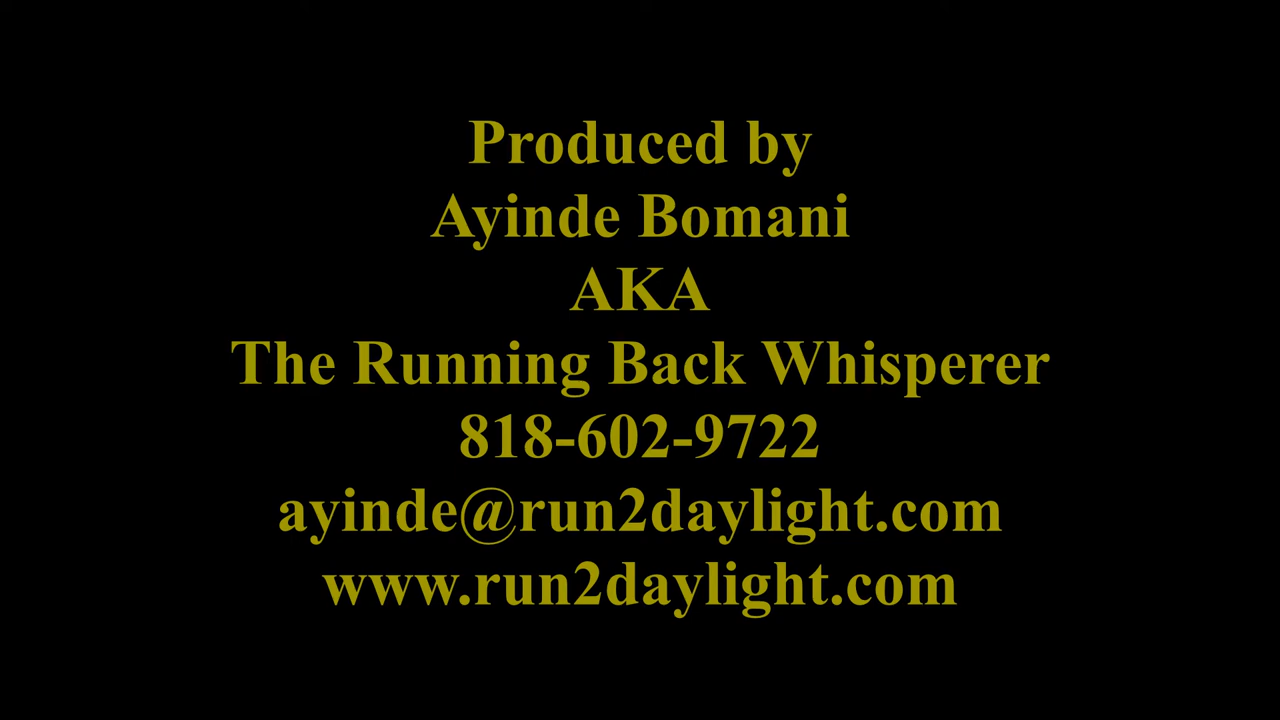 Produced by
Ayinde Bomani
AKA
The Running Back Whisperer
818-602-9722
ayinde@run2daylight.com
www.run2daylight.com